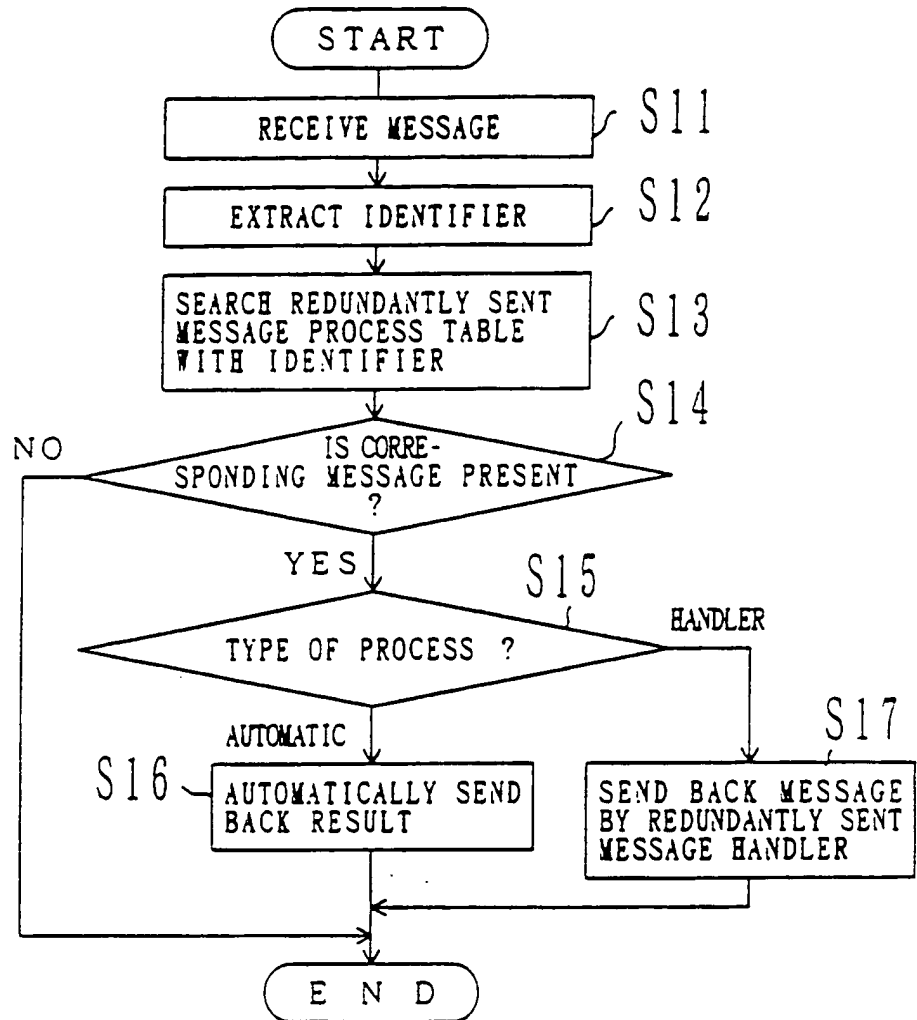 START
RECEIVE MESSAGE
S11
EXTRACT IDENTIFIER
S12
SEARCH REDUNDANTLY SENT
MESSAGE PROCESS TABLE
WITH IDENTIFIER
S13
S14
NO
IS CORRE-
SPONDING MESSAGE PRESENT
?
YES
S15
HANDLER
TYPE OF PROCESS ?
AUTOMATIC
S16
AUTOMATICALLY SEND
BACK RESULT
S17
SEND BACK MESSAGE
BY REDUNDANTLY SENT
MESSAGE HANDLER
END